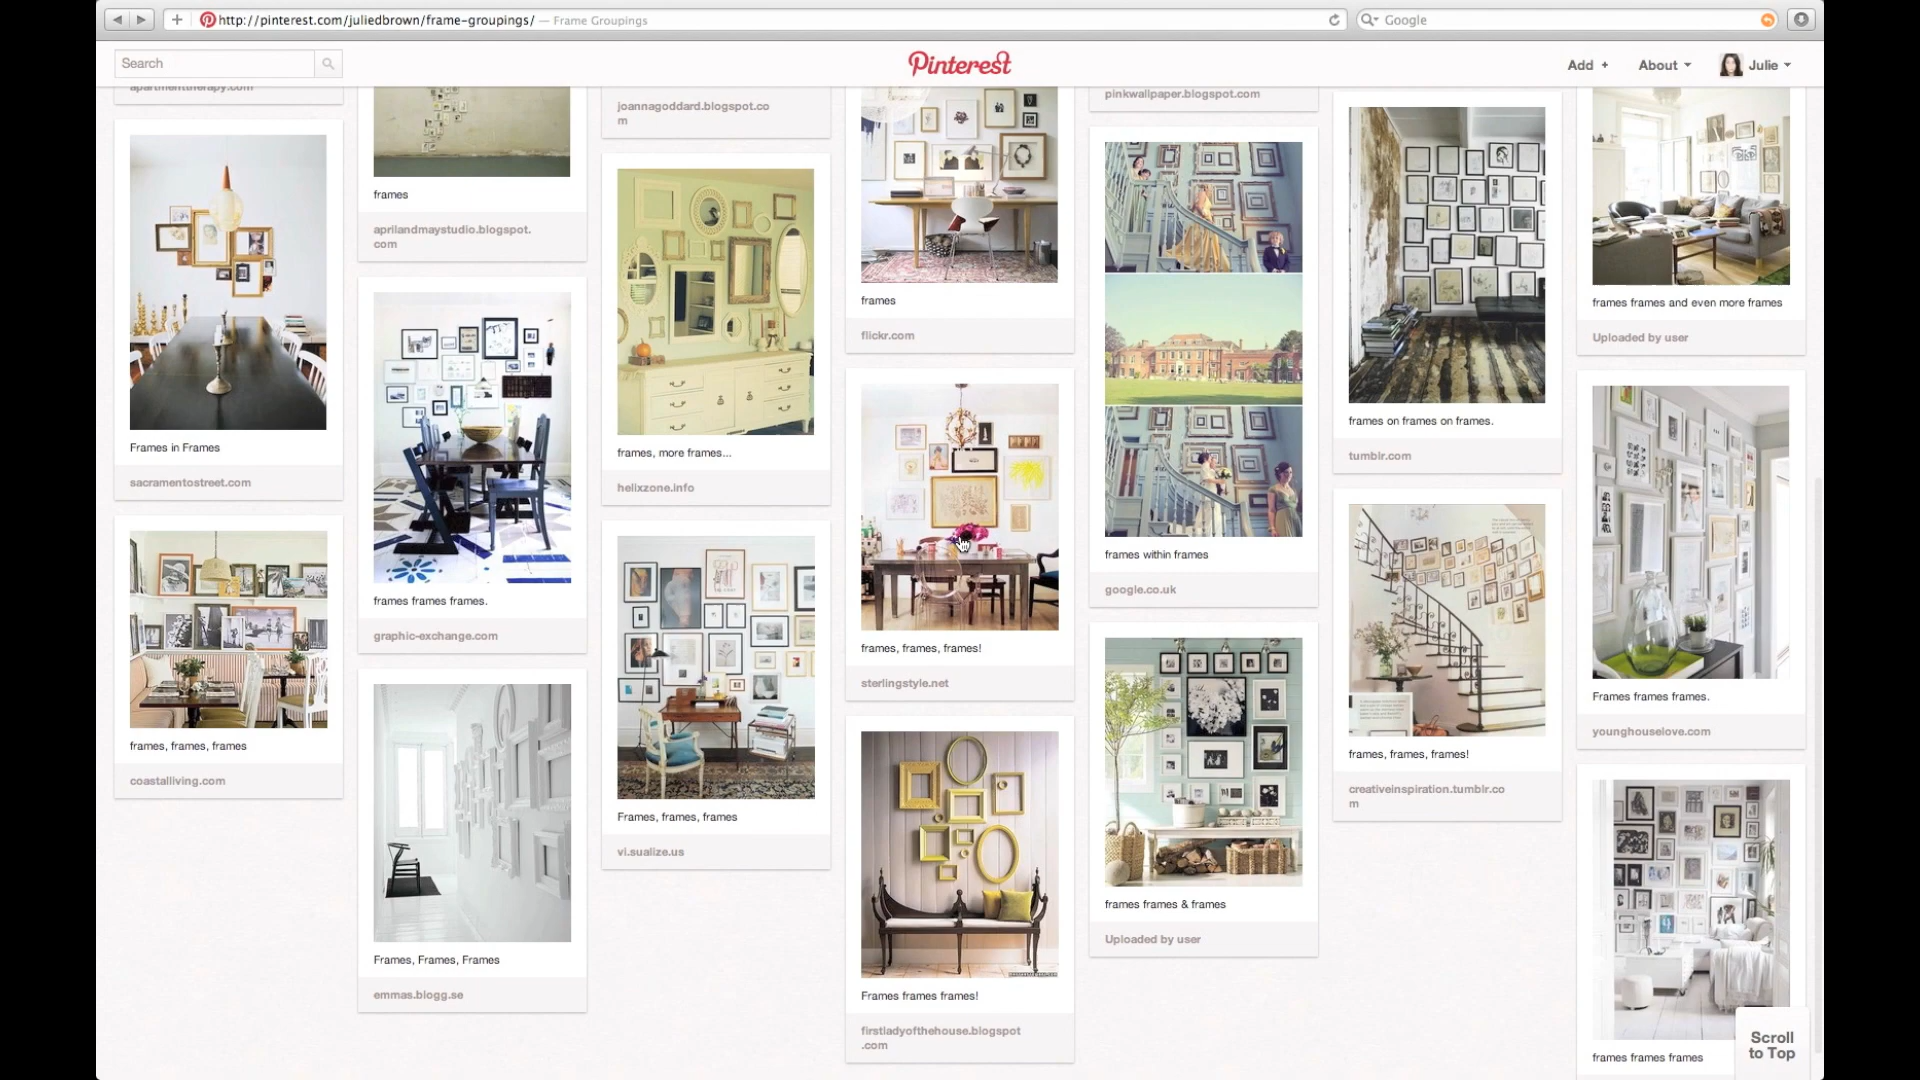 http://pinterest.com/juliedbrown/frame-groupings/ — Frame Groupings
Google
Search
Pinterest
Add +
About
Julie
apartmenttherapy.com
Frames in Frames
sacramentostreet.com
frames, frames, frames
coastalliving.com
frames
aprilandmaystudio.blogspot.
com
frames frames frames.
graphic-exchange.com
Frames, Frames, Frames
emmas.blogg.se
joannagoddard.blogspot.co
m
frames, more frames...
helixzone.info
Frames, frames, frames
vi.sualize.us
frames
flickr.com
frames, frames, frames!
sterlingstyle.net
Frames frames frames!
firstladyofthehouse.blogspot
.com
pinkwallpaper.blogspot.com
frames within frames
google.co.uk
frames frames & frames
Uploaded by user
frames on frames on frames.
tumblr.com
frames, frames, frames!
creativeinspiration.tumblr.co
m
frames frames and even more frames
Uploaded by user
Frames frames frames.
younghouselove.com
frames frames frames
Scroll
to Top